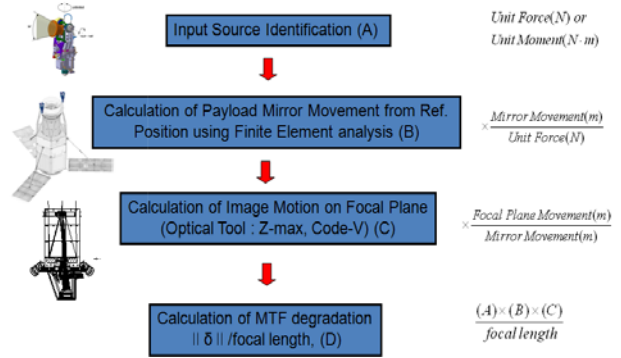 Input Source Identification (A)
Unit Force(N) or
Unit Moment(N·m)
Calculation of Payload Mirror Movement from Ref.
Position using Finite Element analysis (B)
× Mirror Movement(m)
Unit Force(N)
Calculation of Image Motion on Focal Plane
(Optical Tool : Z-max, Code-V) (C)
× Focal Plane Movement(m)
Mirror Movement(m)
Calculation of MTF degradation
‖ δ ‖ /focal length, (D)
(A)×(B)×(C)
focal length